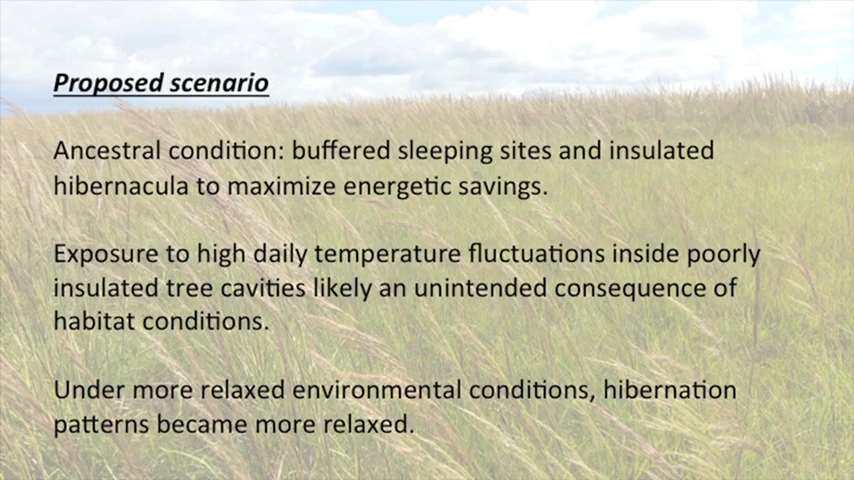 Proposed scenario
Ancestral condition: buffered sleeping sites and insulated
hibernacula to maximize energetic savings.
Exposure to high daily temperature fluctuations inside poorly
insulated tree cavities likely an unintended consequence of
habitat conditions.
Under more relaxed environmental conditions, hibernation
patterns became more relaxed.